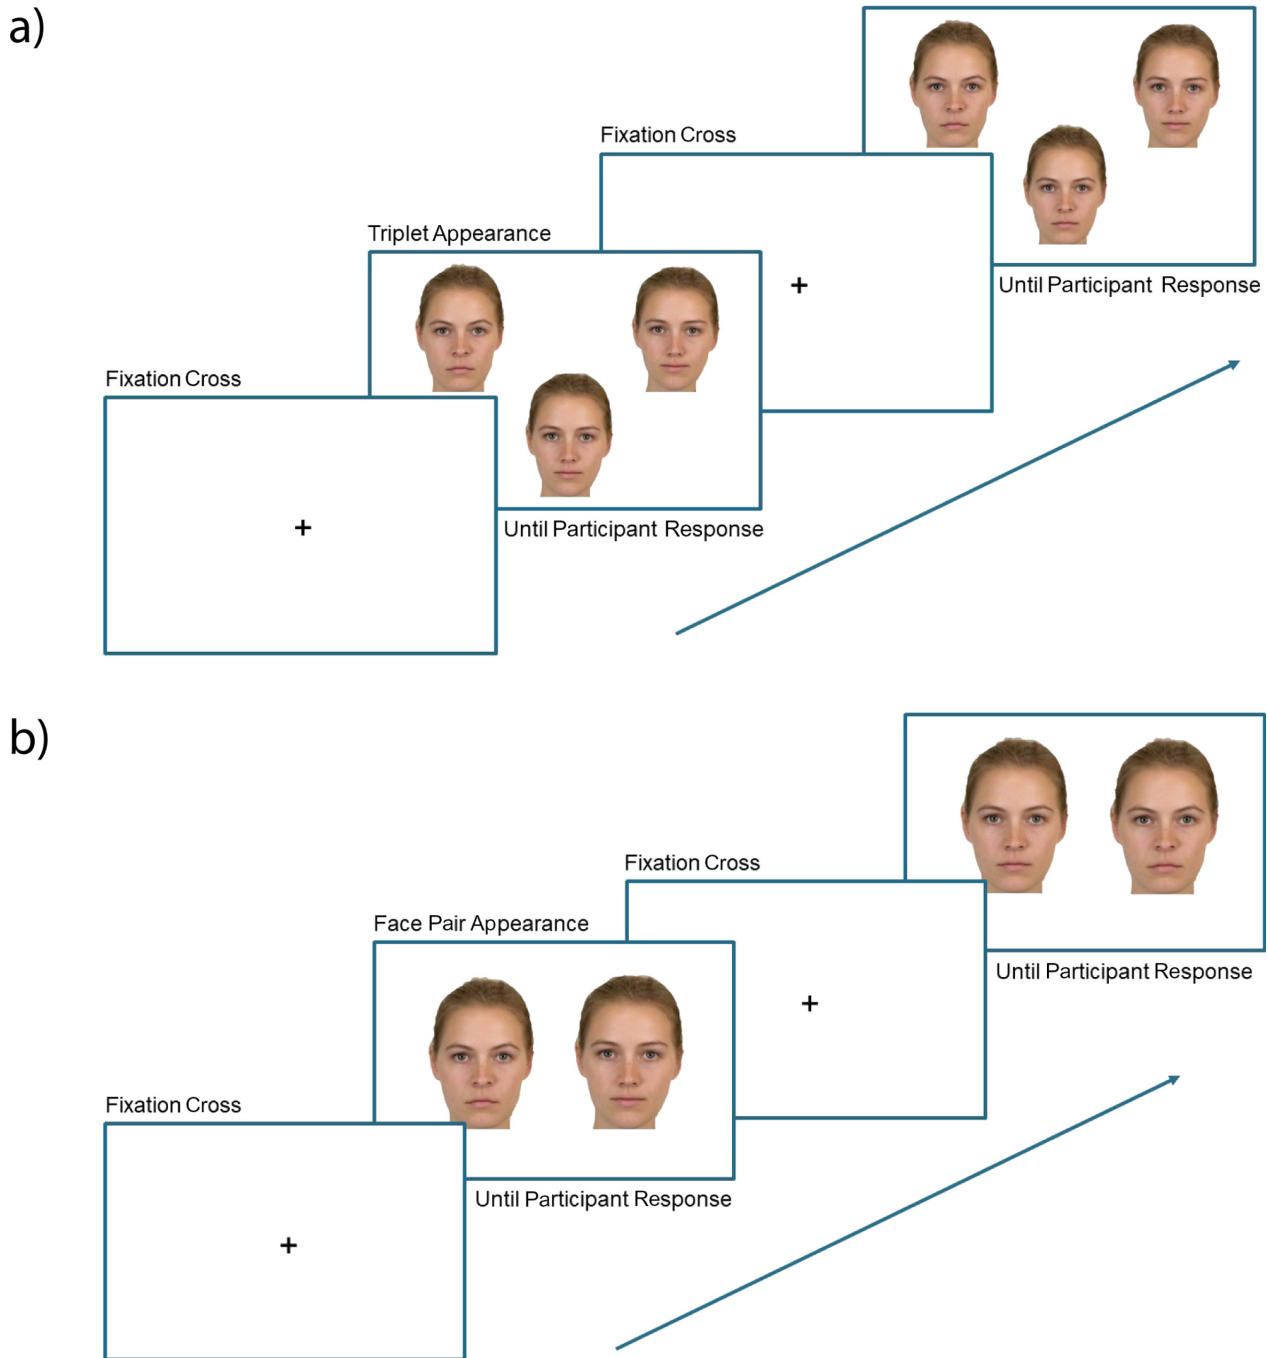 a)
Fixation Cross
Triplet Appearance
Fixation Cross
Until Participant Response
Until Participant Response
b)
Fixation Cross
Face Pair Appearance
Fixation Cross
Until Participant Response
Until Participant Response